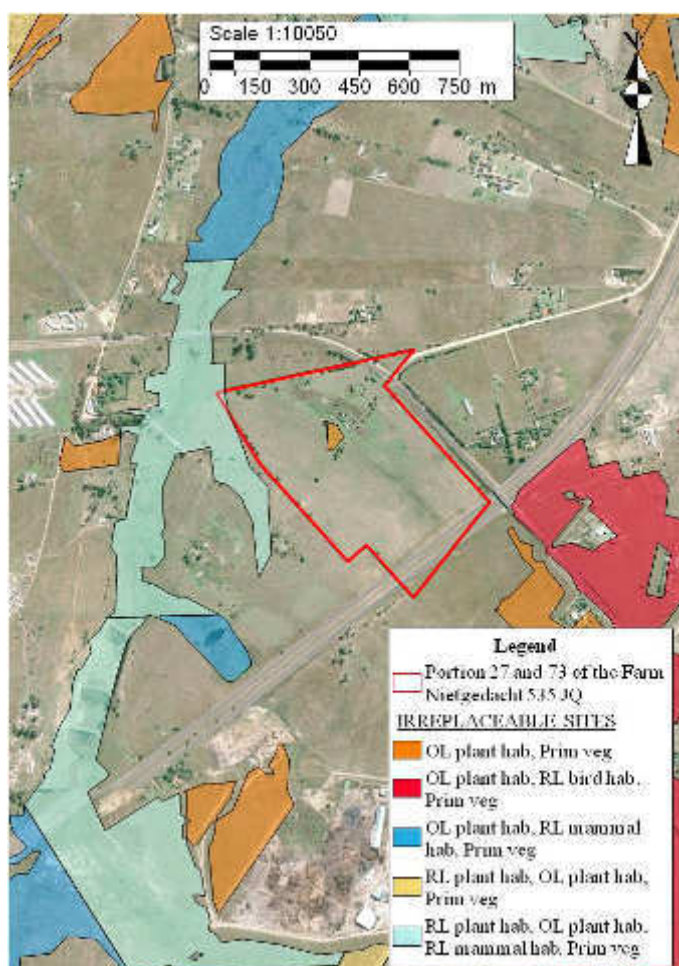 Scale 1:10050
0 150 300 450 600 750 m
Legend
Portion 27 and 73 of the Farm
Nietgedacht 535 JQ
IRREPLACEABLE SITES
OL plant hab, Prim veg
OL plant hab, RL bird hab,
Prim veg
OL plant hab, RL mammal
hab, Prim veg
RL plant hab, OL plant hab,
Prim veg
RL plant hab, OL plant hab,
RL mammal hab, Prim veg